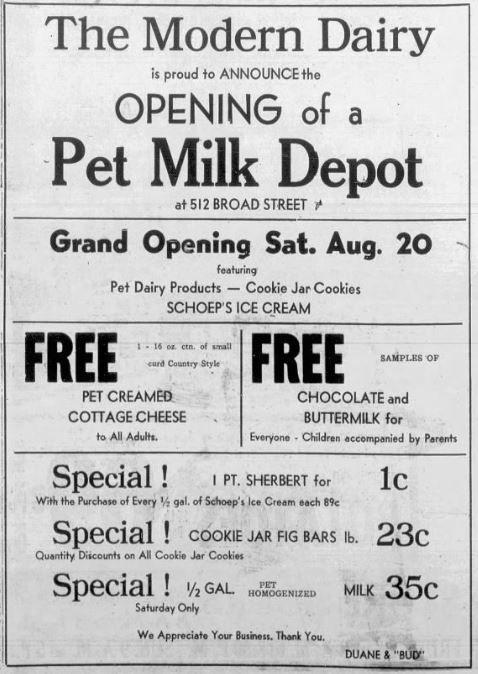 The Modern Dairy
is proud to ANNOUNCE the
OPENING of a
Pet Milk Depot
at 512 BROAD STREET
Grand Opening Sat. Aug. 20
featuring
Pet Dairy Products — Cookie Jar Cookies
SCHOEP'S ICE CREAM
FREE 1 - 16 oz. ctn. of small
curd Country Style
PET CREAMED
COTTAGE CHEESE
to All Adults.
FREE SAMPLES OF
CHOCOLATE and
BUTTERMILK for
Everyone - Children accompanied by Parents
Special ! 1 PT. SHERBERT for 1c
With the Purchase of Every ½ gal. of Schoep's Ice Cream each 89c
Special ! COOKIE JAR FIG BARS lb. 23c
Quantity Discounts on All Cookie Jar Cookies
Special ! ½ GAL. PET HOMOGENIZED MILK 35c
Saturday Only
We Appreciate Your Business. Thank You.
DUANE & "BUD"